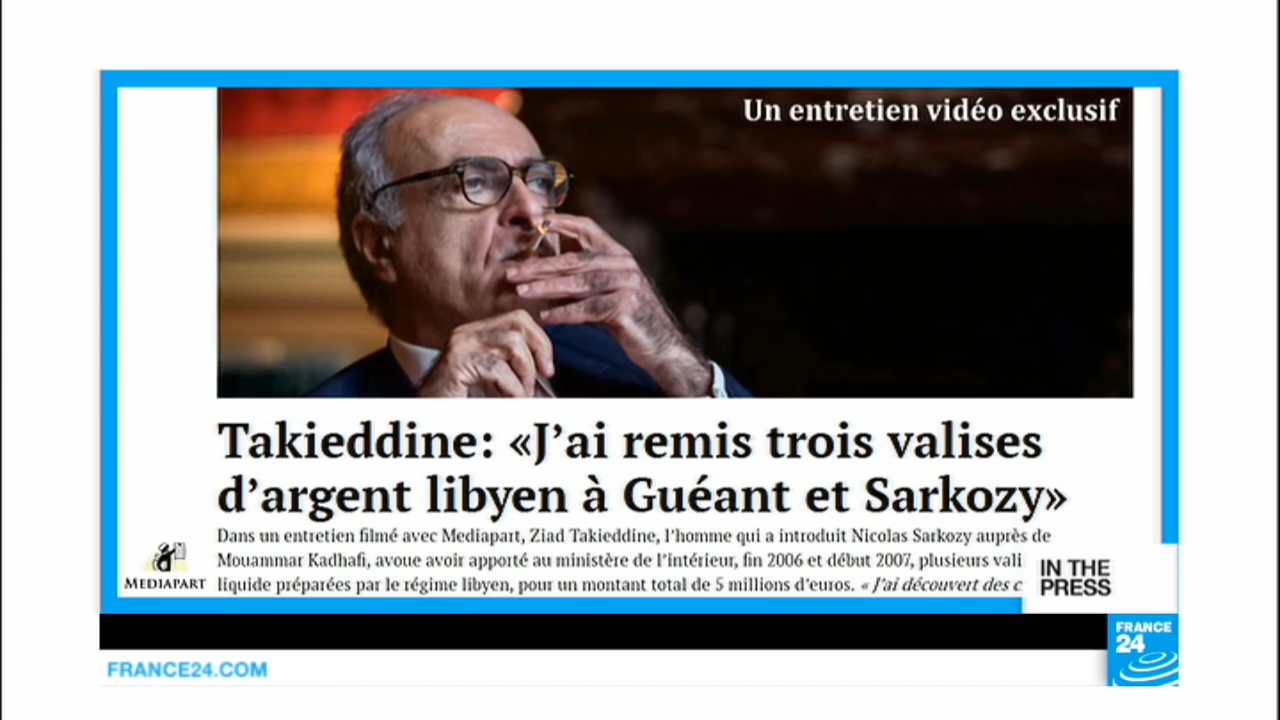 Un entretien vidéo exclusif
Takieddine: «J’ai remis trois valises
d’argent libyen à Guéant et Sarkozy»
Dans un entretien filmé avec Mediapart, Ziad Takieddine, l’homme qui a introduit Nicolas Sarkozy auprès de
Mouammar Kadhafi, avoue avoir apporté au ministère de l’intérieur, fin 2006 et début 2007, plusieurs vali
liquide préparées par le régime libyen, pour un montant total de 5 millions d’euros. « J’ai découvert des c
MEDIAPART
IN THE
PRESS
FRANCE
24
FRANCE24.COM